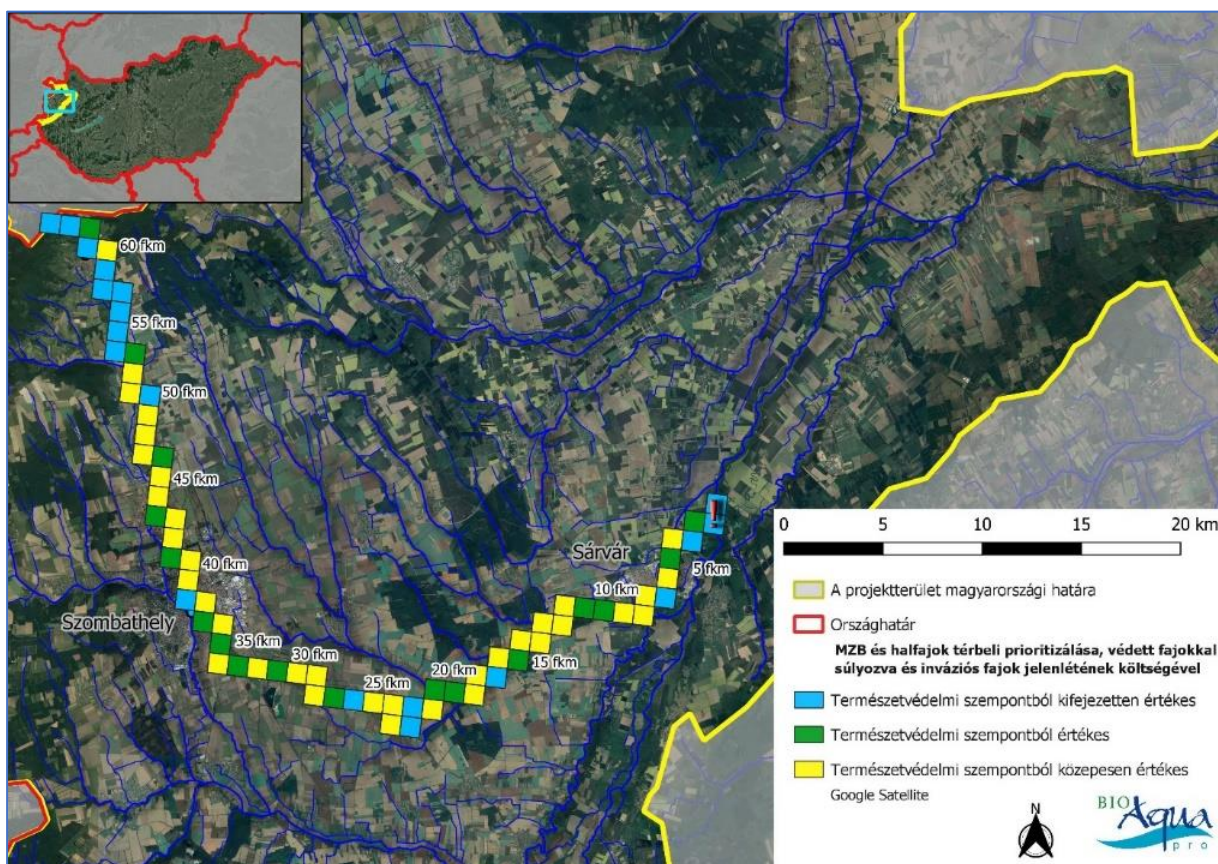 60 fkm
55 fkm
50 fkm
45 fkm
40 fkm
Szombathely
35 fkm
30 fkm
25 fkm
20 fkm
15 fkm
10 fkm
Sárvár
5 fkm
0 5 10 15 20 km
A projektterület magyarországi határa
Országhatár
MZB és halfajok térbeli prioritizálása, védett fajokkal
súlyozva és inváziós fajok jelenlétének költségével
Természetvédelmi szempontból kifejezetten értékes
Természetvédelmi szempontból értékes
Természetvédelmi szempontból közepesen értékes
Google Satellite
N
BIO
Aqua
pro